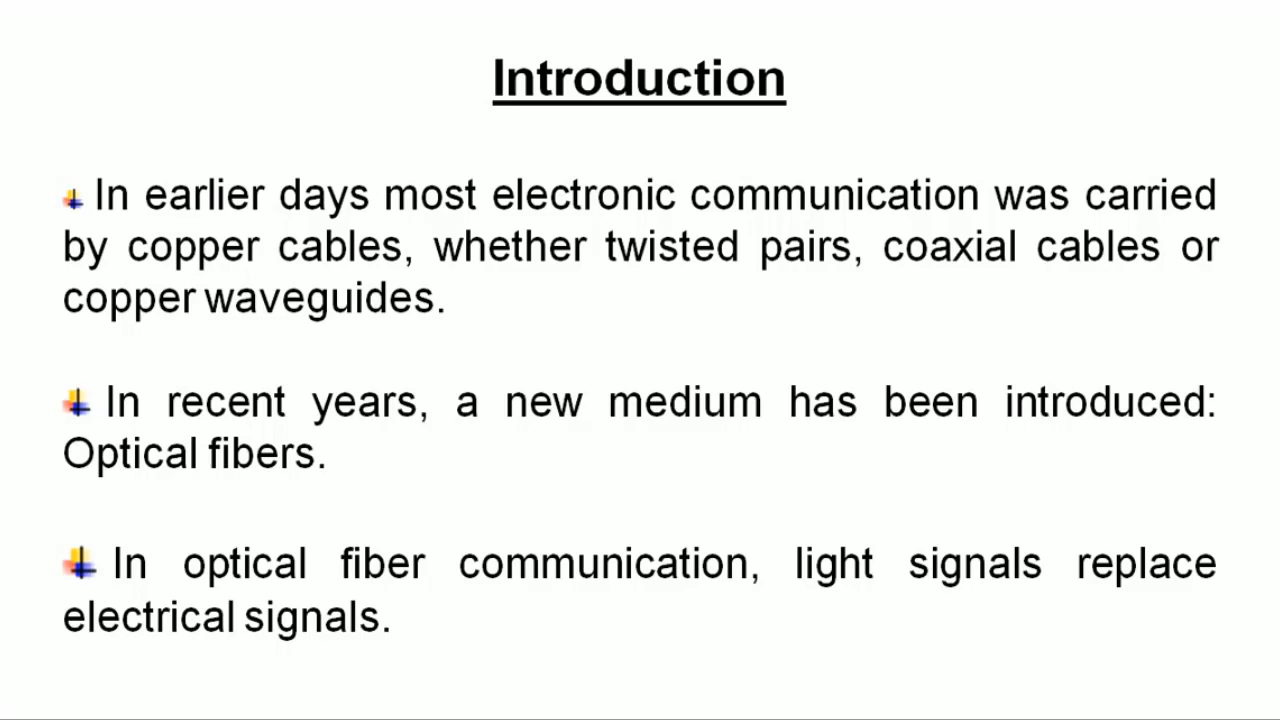 Introduction
In earlier days most electronic communication was carried
by copper cables, whether twisted pairs, coaxial cables or
copper waveguides.
In recent years, a new medium has been introduced:
Optical fibers.
In optical fiber communication, light signals replace
electrical signals.